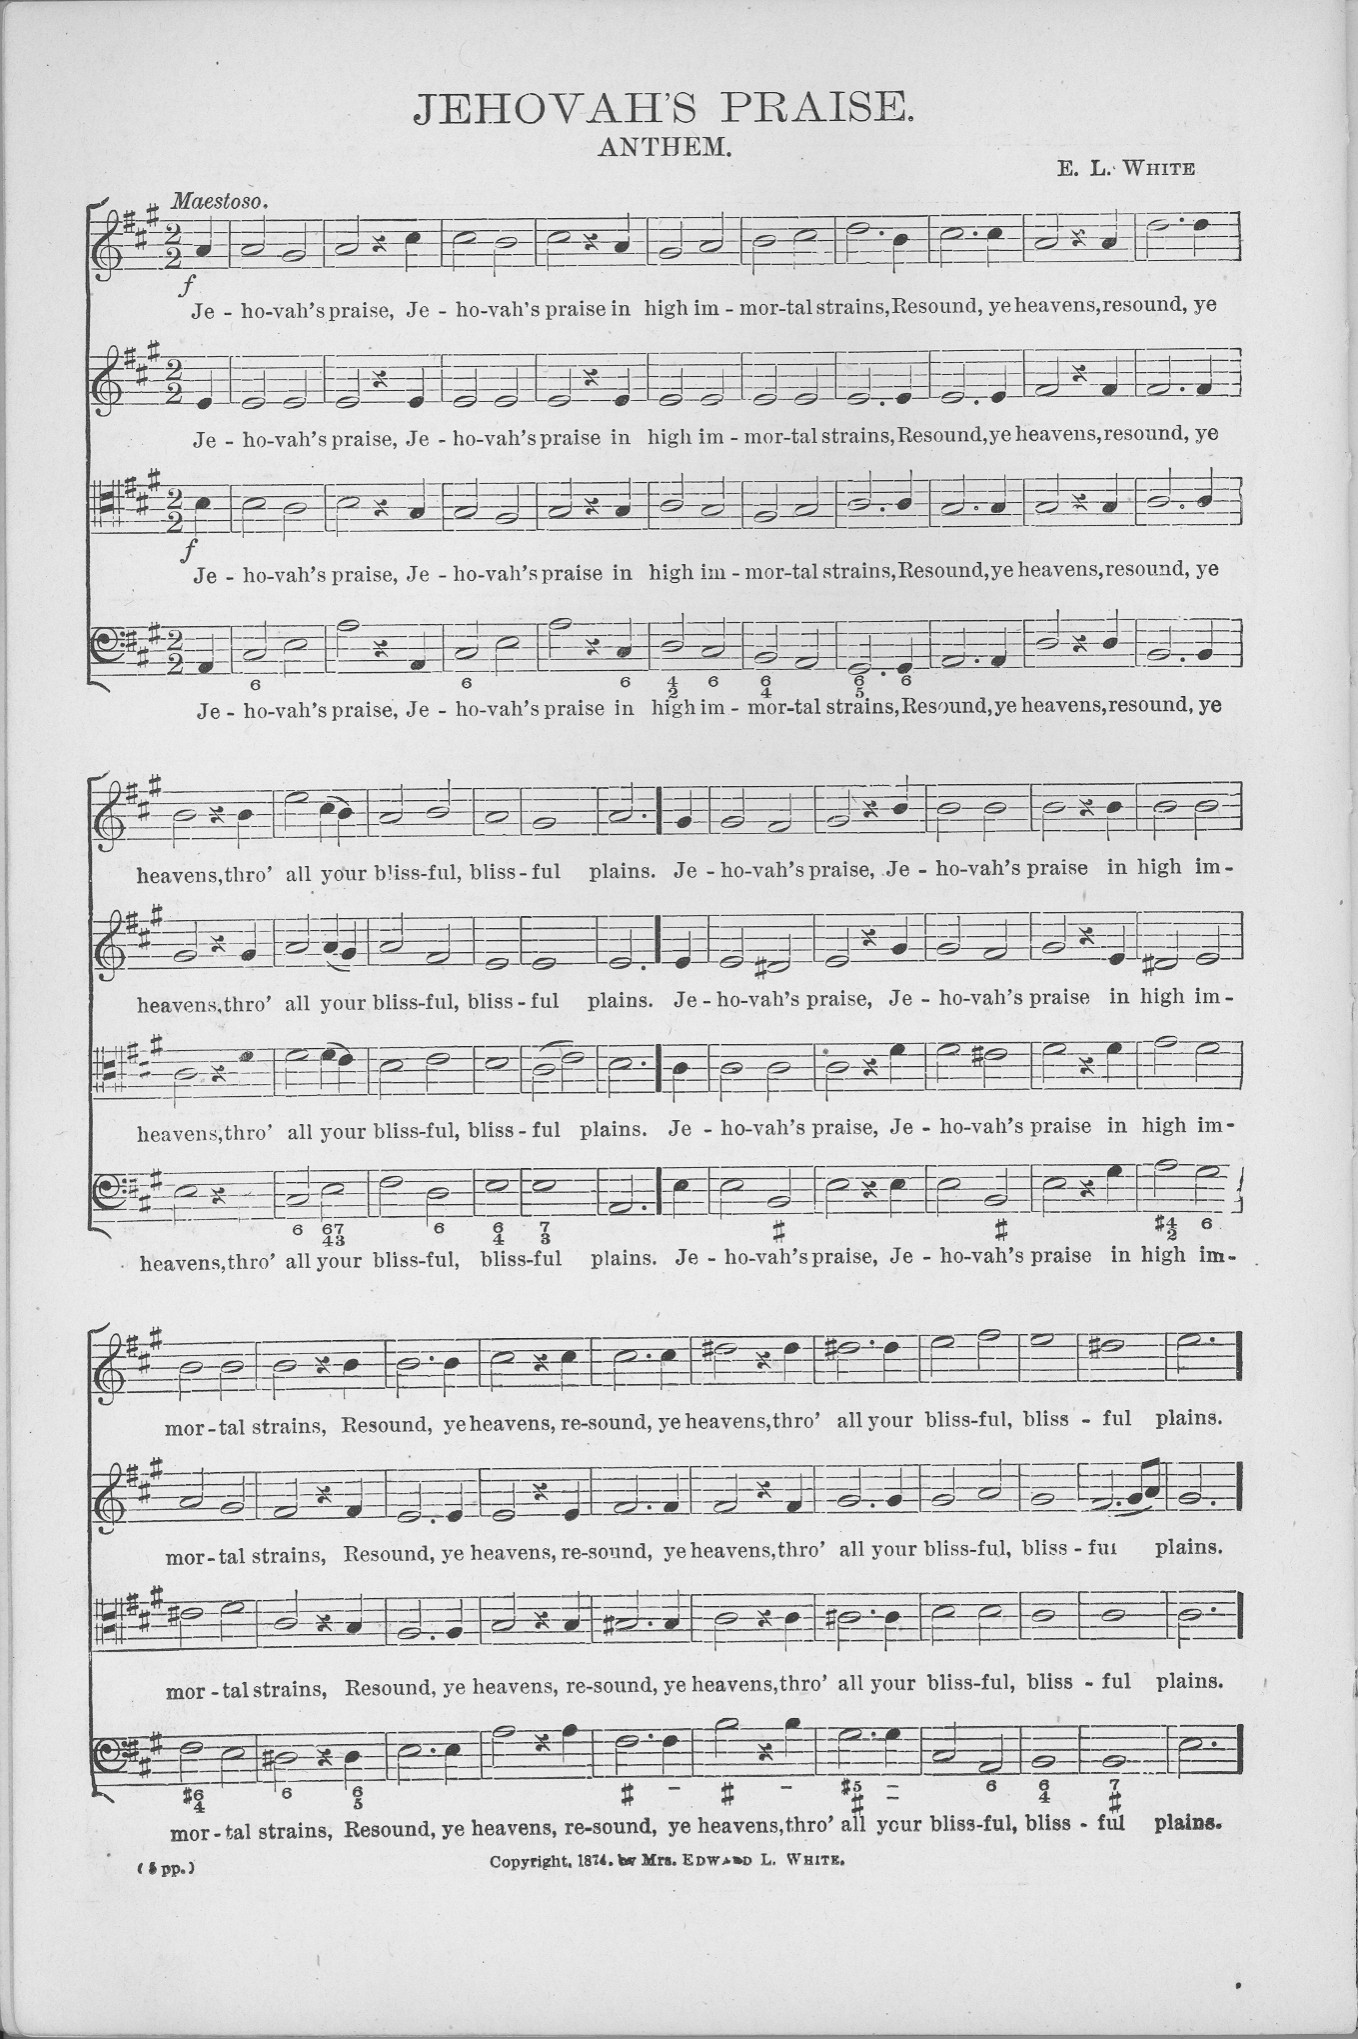 JEHOVAH'S PRAISE.
ANTHEM.
E. L. WHITE
Maestoso.
f
Je - ho-vah's praise, Je - ho-vah's praise in high im - mor-tal strains, Resound, ye heavens, resound, ye
Je - ho-vah's praise, Je - ho-vah's praise in high im - mor-tal strains, Resound, ye heavens, resound, ye
f
Je - ho-vah's praise, Je - ho-vah's praise in high im - mor-tal strains, Resound, ye heavens, resound, ye
6 6 6 4 2 6 6 4 6 5 6
Je - ho-vah's praise, Je - ho-vah's praise in high im - mor-tal strains, Resound, ye heavens, resound, ye
heavens, thro' all your bliss-ful, bliss - ful plains. Je - ho-vah's praise, Je - ho-vah's praise in high im -
heavens, thro' all your bliss-ful, bliss - ful plains. Je - ho-vah's praise, Je - ho-vah's praise in high im -
heavens, thro' all your bliss-ful, bliss - ful plains. Je - ho-vah's praise, Je - ho-vah's praise in high im -
6 67 43 6 6 4 7 3 # # #4 2 6
heavens, thro' all your bliss-ful, bliss-ful plains. Je - ho-vah's praise, Je - ho-vah's praise in high im -
mor - tal strains, Resound, ye heavens, re-sound, ye heavens, thro' all your bliss-ful, bliss - ful plains.
mor - tal strains, Resound, ye heavens, re-sound, ye heavens, thro' all your bliss-ful, bliss - ful plains.
mor - tal strains, Resound, ye heavens, re-sound, ye heavens, thro' all your bliss-ful, bliss - ful plains.
#6 4 6 6 5 # - # - #5 # - - 6 6 4 7 #
mor - tal strains, Resound, ye heavens, re-sound, ye heavens, thro' all your bliss-ful, bliss - ful plains.
(5 pp.)
Copyright, 1874, by Mrs. EDWARD L. WHITE.